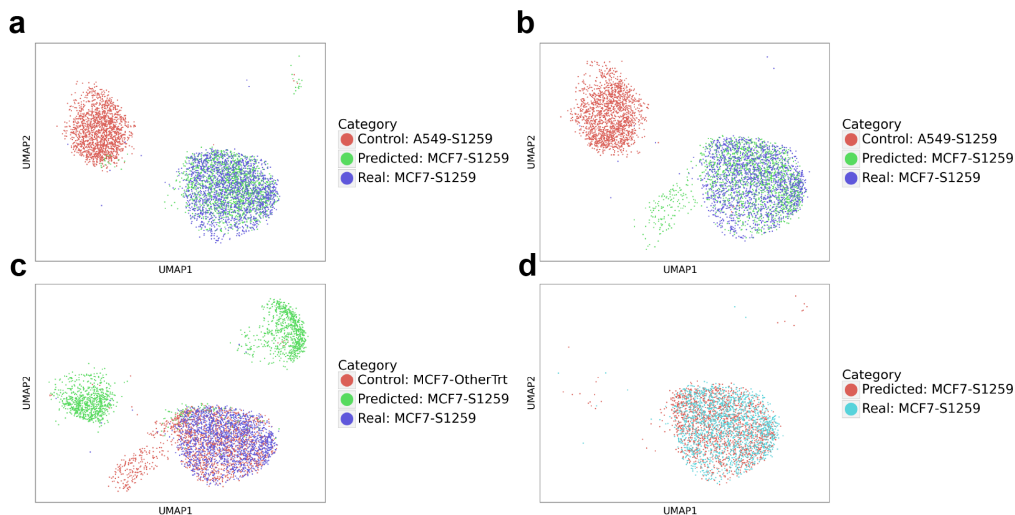 a
UMAP2
UMAP1
Category
Control: A549-S1259
Predicted: MCF7-S1259
Real: MCF7-S1259
b
UMAP2
UMAP1
Category
Control: A549-S1259
Predicted: MCF7-S1259
Real: MCF7-S1259
c
UMAP2
UMAP1
Category
Control: MCF7-OtherTrt
Predicted: MCF7-S1259
Real: MCF7-S1259
d
UMAP2
UMAP1
Category
Predicted: MCF7-S1259
Real: MCF7-S1259